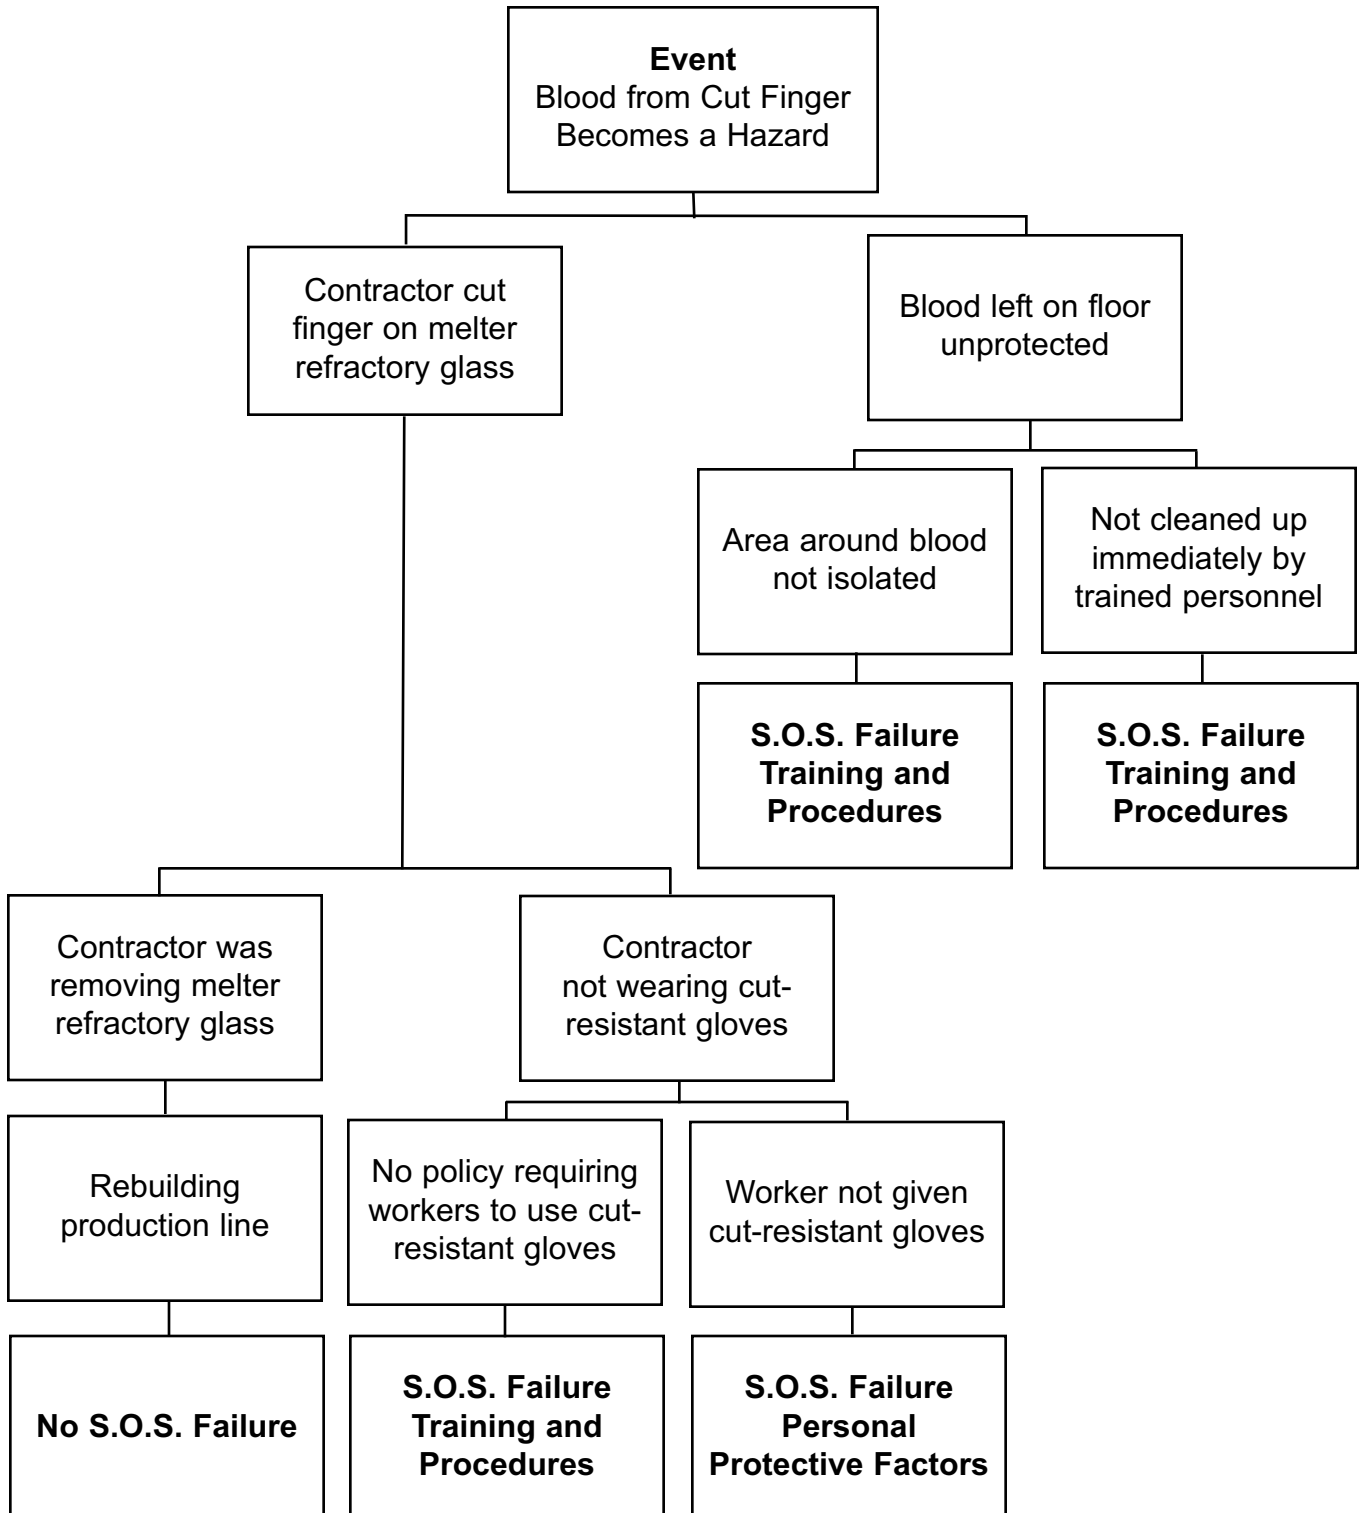 Event
Blood from Cut Finger
Becomes a Hazard
Contractor cut
finger on melter
refractory glass
Blood left on floor
unprotected
Area around blood
not isolated
Not cleaned up
immediately by
trained personnel
S.O.S. Failure
Training and
Procedures
S.O.S. Failure
Training and
Procedures
Contractor was
removing melter
refractory glass
Contractor
not wearing cut-
resistant gloves
Rebuilding
production line
No policy requiring
workers to use cut-
resistant gloves
Worker not given
cut-resistant gloves
No S.O.S. Failure
S.O.S. Failure
Training and
Procedures
S.O.S. Failure
Personal
Protective Factors